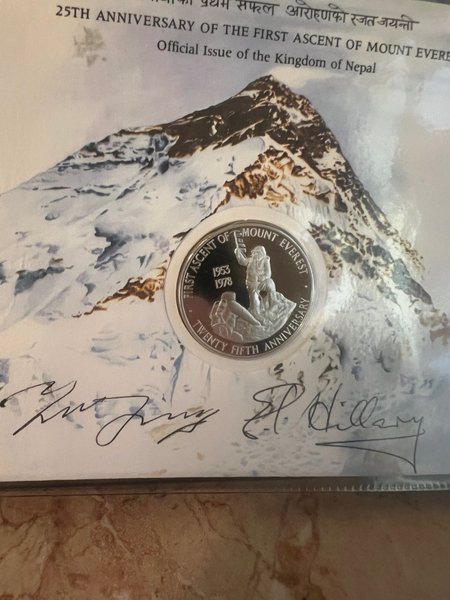 प्रथम सफल आरोहणको रजत जयन्ती
25TH ANNIVERSARY OF THE FIRST ASCENT OF MOUNT
Official Issue of the Kingdom of Nepal
FIRST ASCENT OF MOUNT EVEREST
1953
1978
TWENTY FIFTH ANNIVERSARY
Ed Hillary